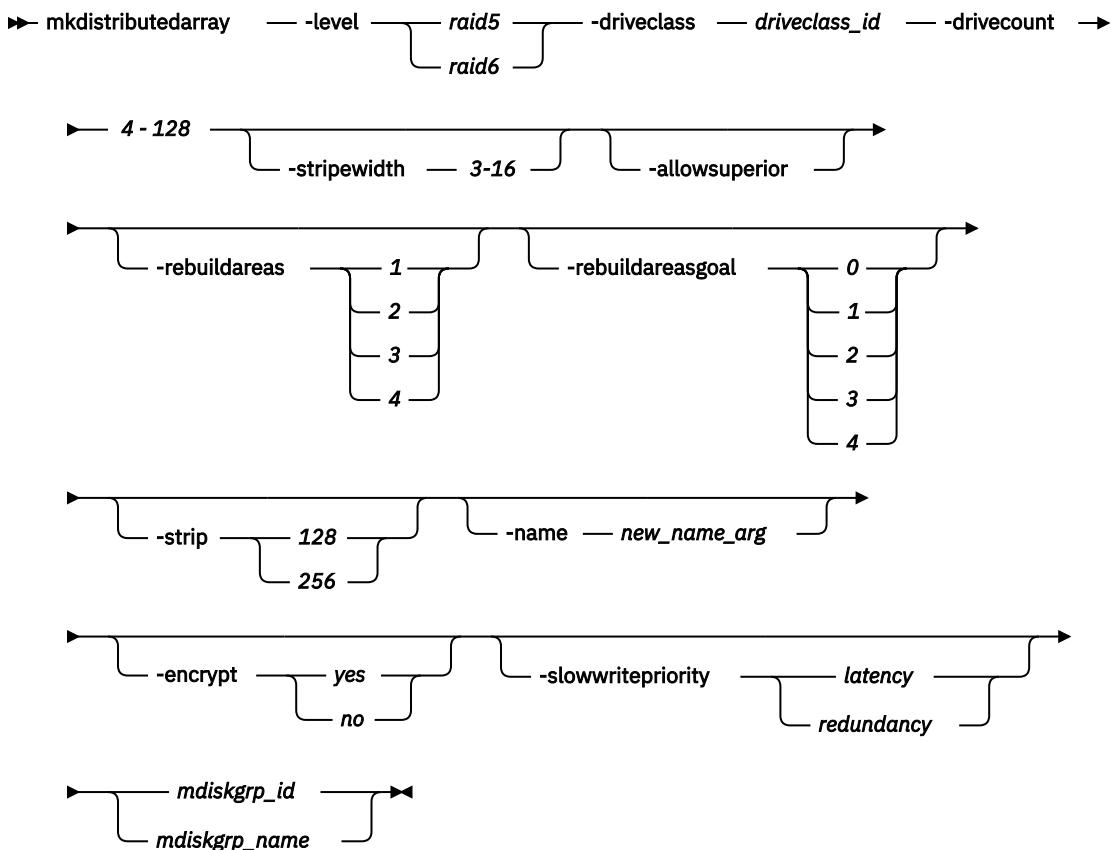 mkdistributedarray -level raid5 -driveclass driveclass_id -drivecount
raid6
4 - 128
-stripewidth 3-16 -allowsuperior
-rebuildareas 1 -rebuildareasgoal 0
2 1
3 2
4 3
4
-strip 128 -name new_name_arg
256
-encrypt yes -slowwritepriority latency
no redundancy
mdiskgrp_id
mdiskgrp_name